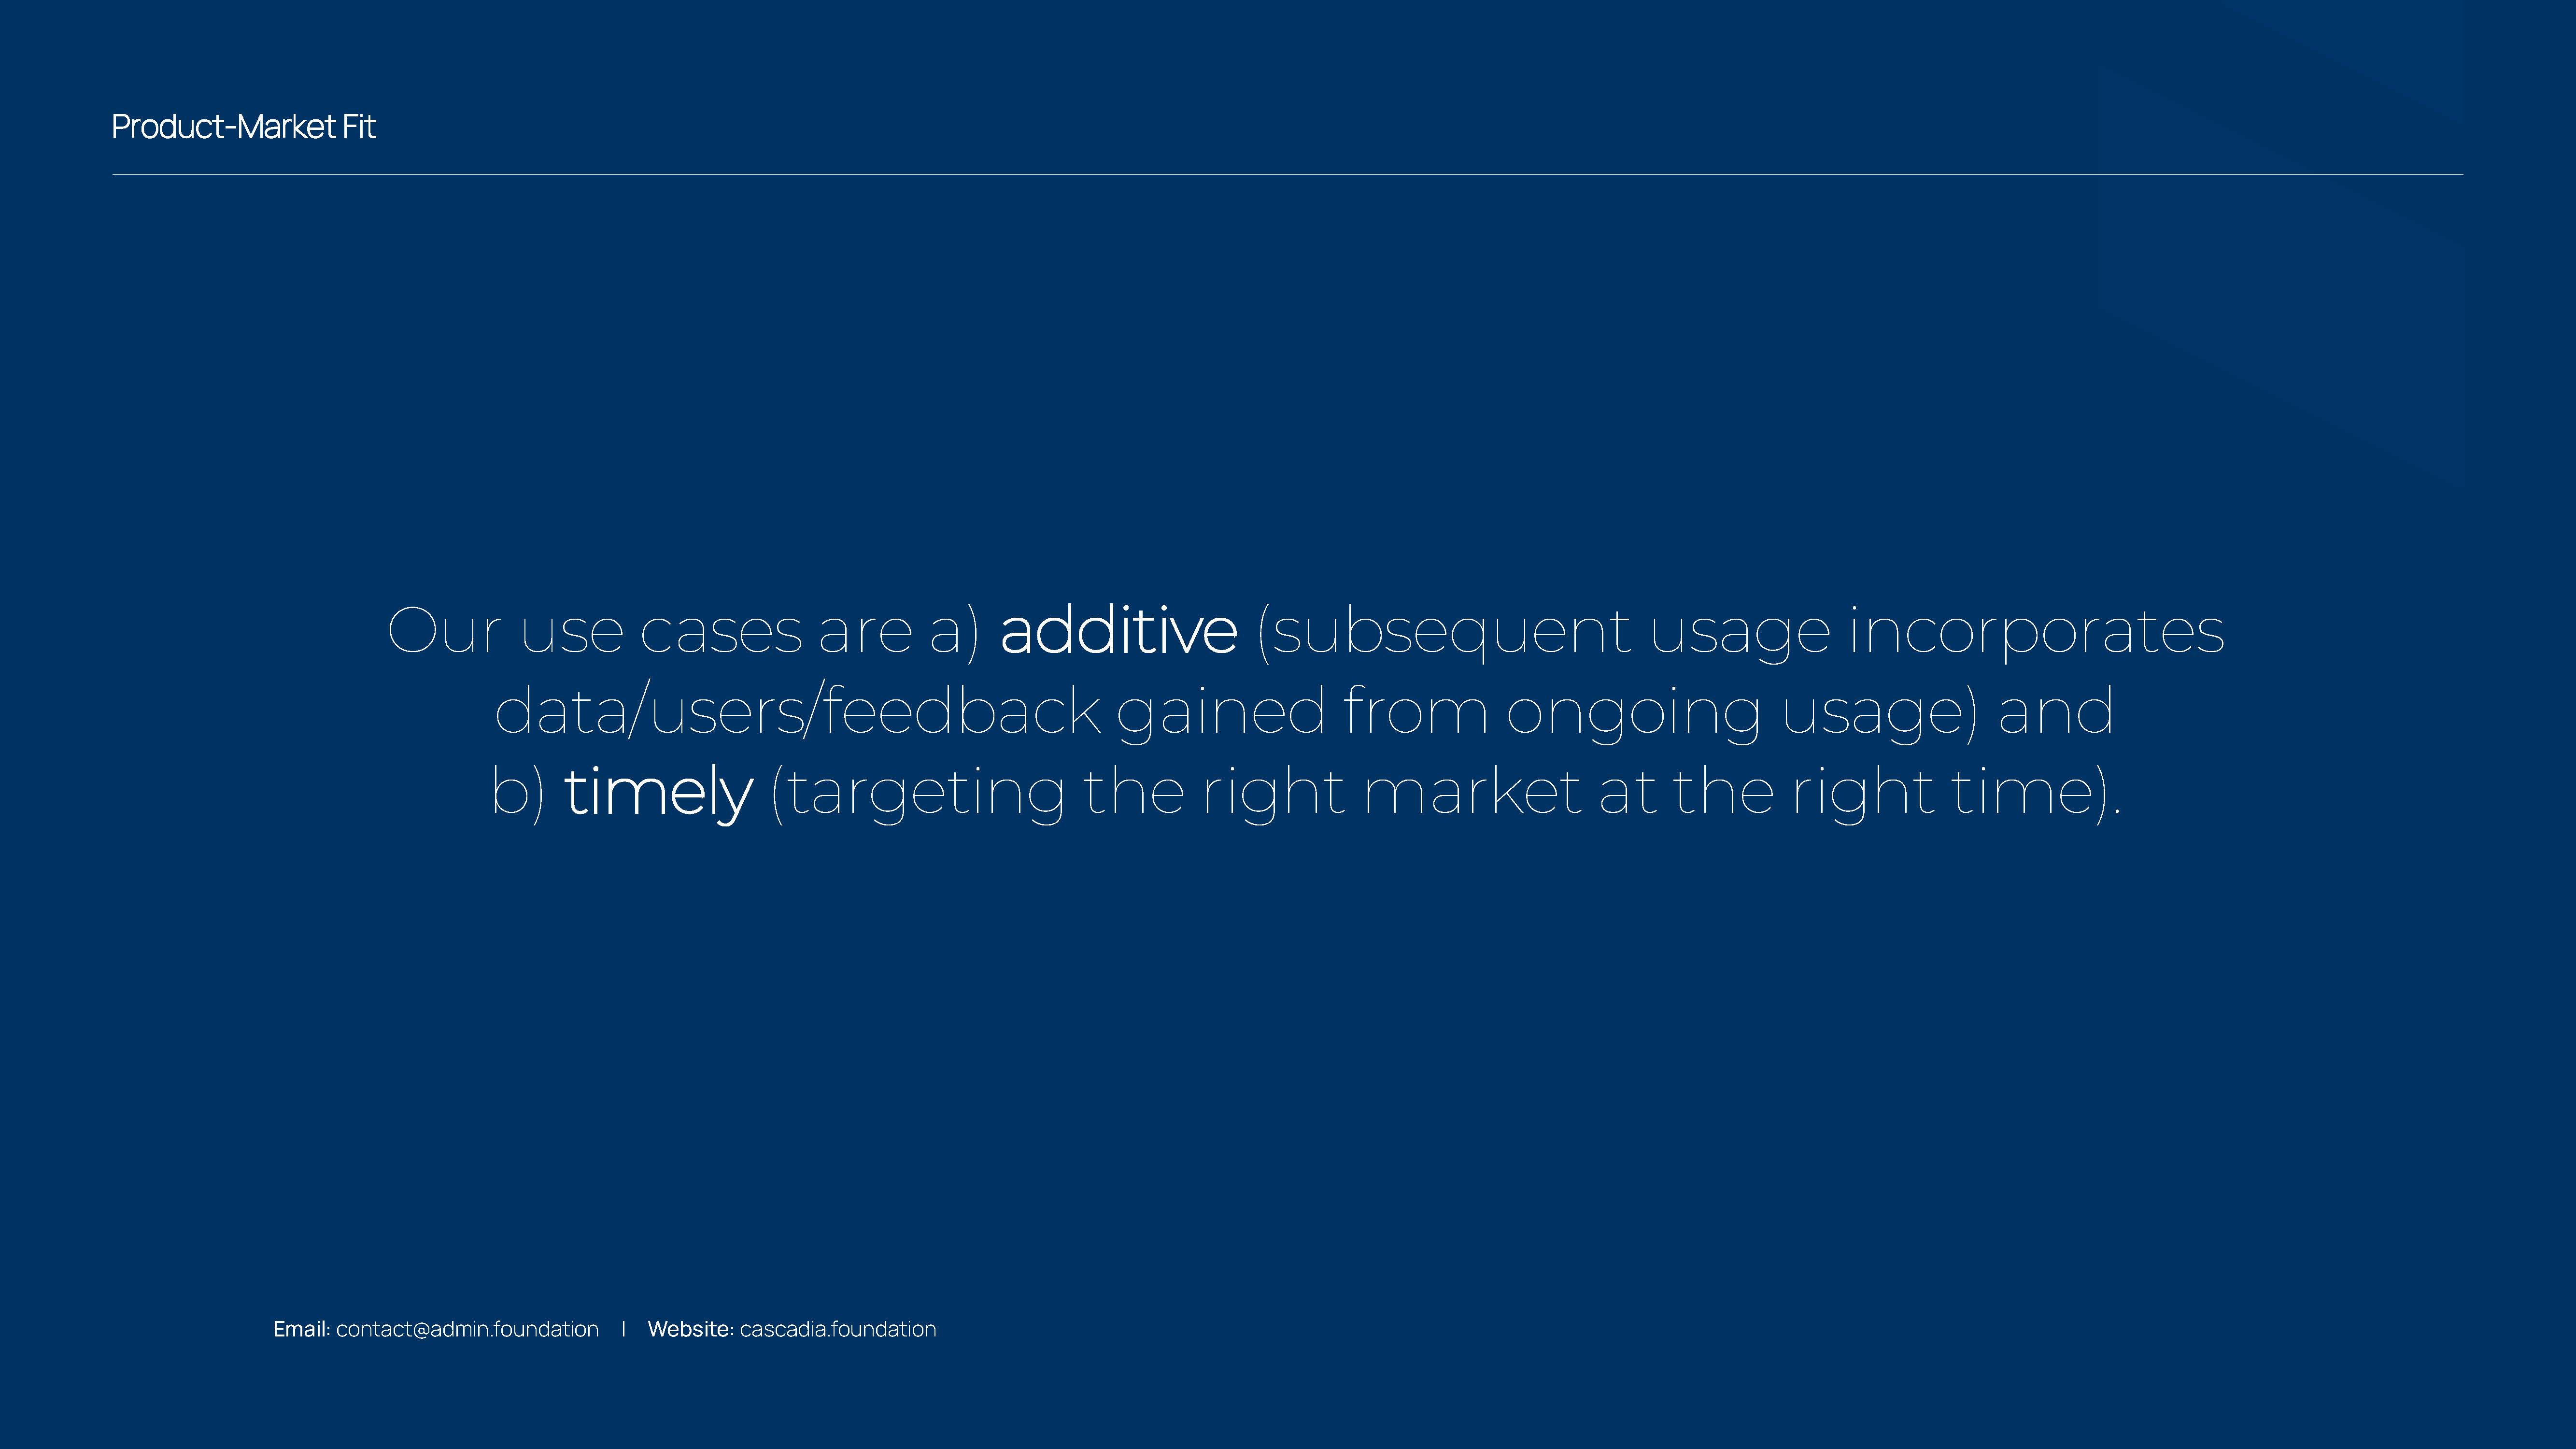 Product-Market Fit
Our use cases are a) additive (subsequent usage incorporates
data/users/feedback gained from ongoing usage) and
b) timely (targeting the right market at the right time).
Email: contact@admin.foundation | Website: cascadia.foundation